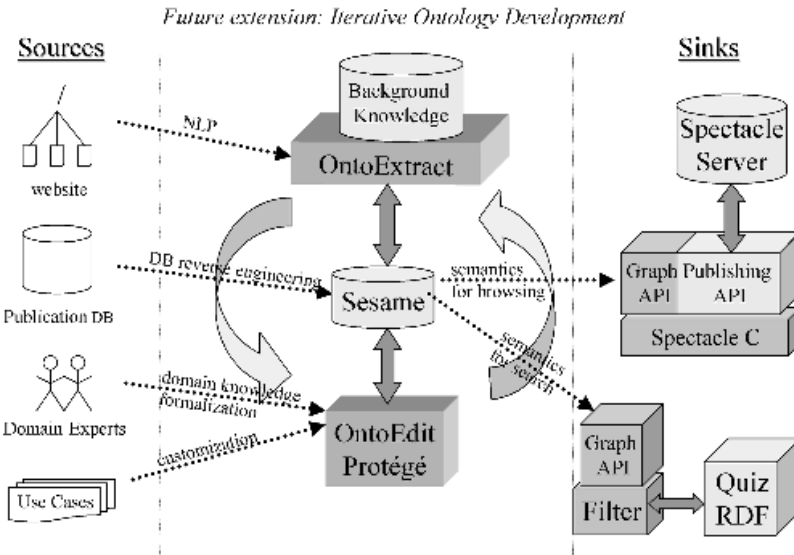 Future extension: Iterative Ontology Development
Sources
Sinks
website
Publication DB
Domain Experts
Use Cases
NLP
DB reverse engineering
domain knowledge
formalization
customization
Background
Knowledge
OntoExtract
Sesame
OntoEdit
Protégé
semantics
for browsing
semantics
for search
Spectacle
Server
Graph Publishing
API API
Spectacle C
Graph
API
Filter
Quiz
RDF